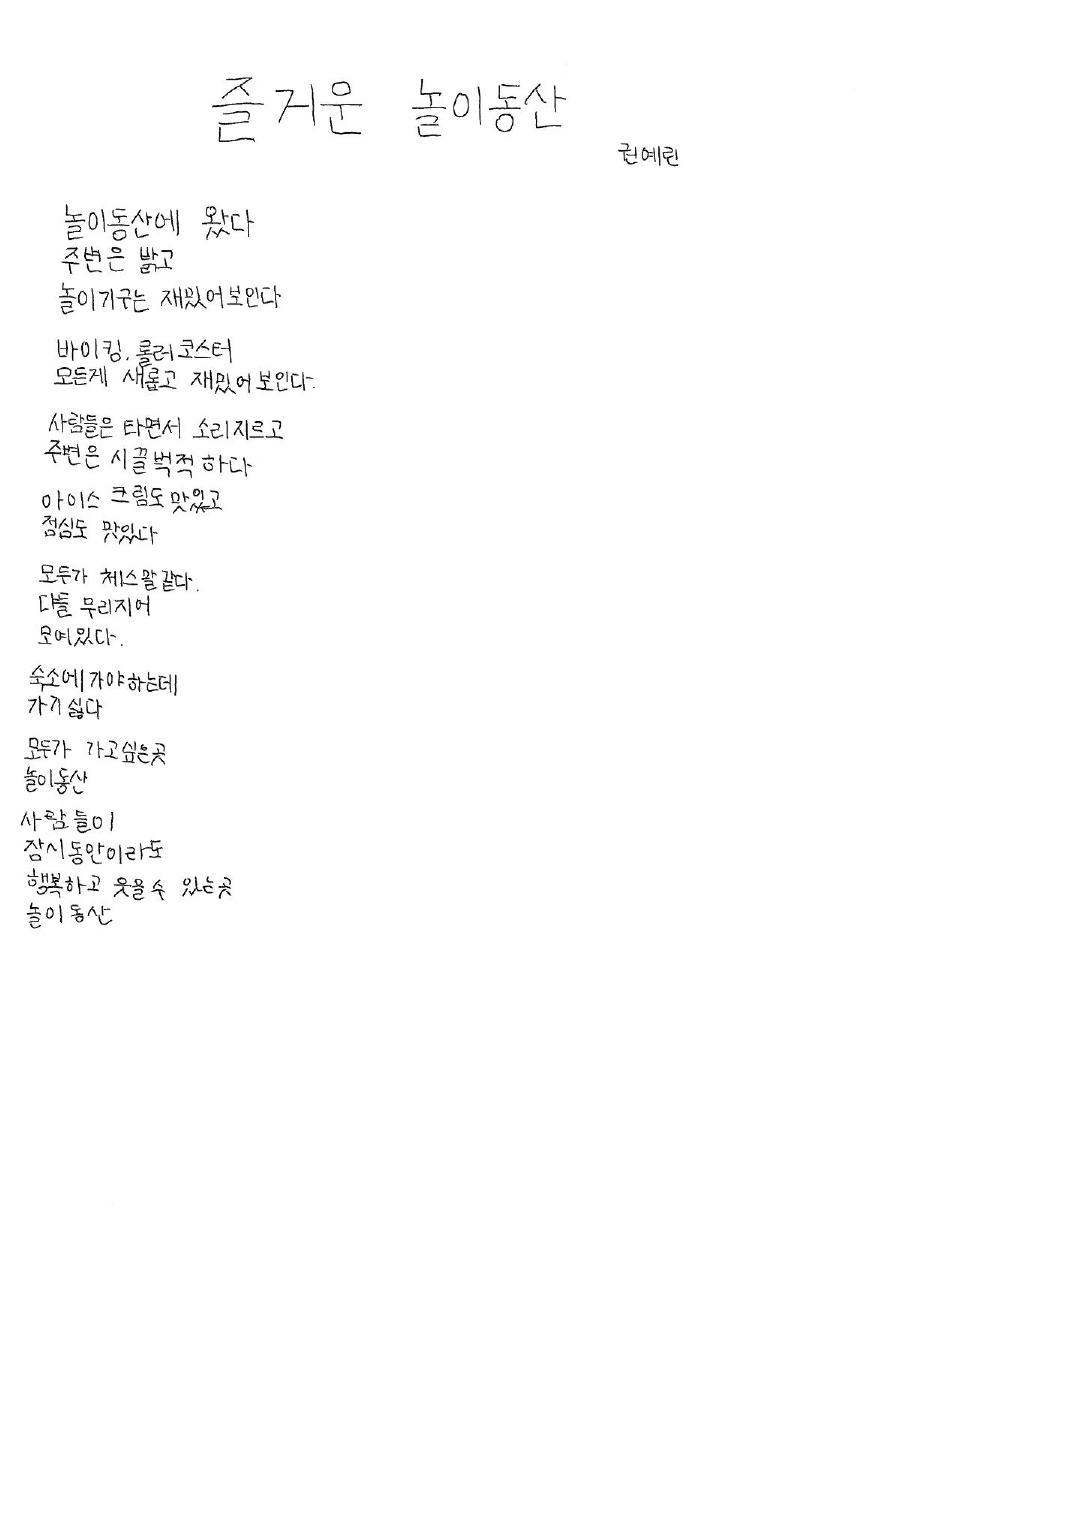 즐거운 놀이동산
권예린
놀이동산에 왔다
주변은 밝고
놀이기구는 재밌어보인다
바이킹, 롤러코스터
모든게 새롭고 재밌어보인다.
사람들은 타면서 소리지르고
주변은 시끌벅적하다
아이스크림도 맛있고
점심도 맛있다
모두가 체스말같다.
다들 무리지어
모여있다.
숙소에가야하는데
가기싫다
모두가 가고싶은곳
놀이동산
사람들이
잠시동안이라도
행복하고 웃을수 있는곳
놀이동산